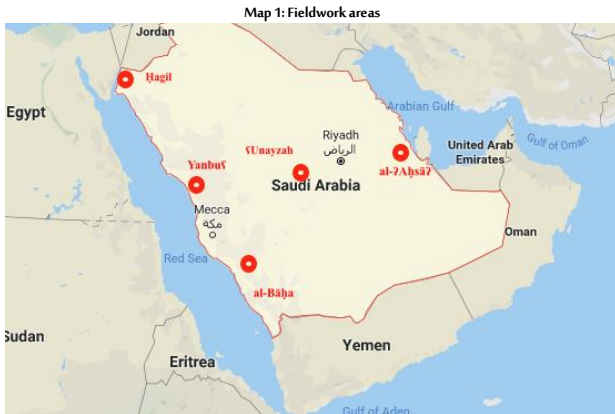 Map 1: Fieldwork areas
Jordan
Ḥagil
Egypt
Arabian Gulf
Riyadh
الرياض
ʕUnayzah
Yanbuʕ
al-ʔAḥsāʔ
United Arab
Emirates
Gulf of Oman
Saudi Arabia
Mecca
مكة
Oman
Red Sea
al-Bāḥa
Sudan
Yemen
Eritrea
Gulf of Aden